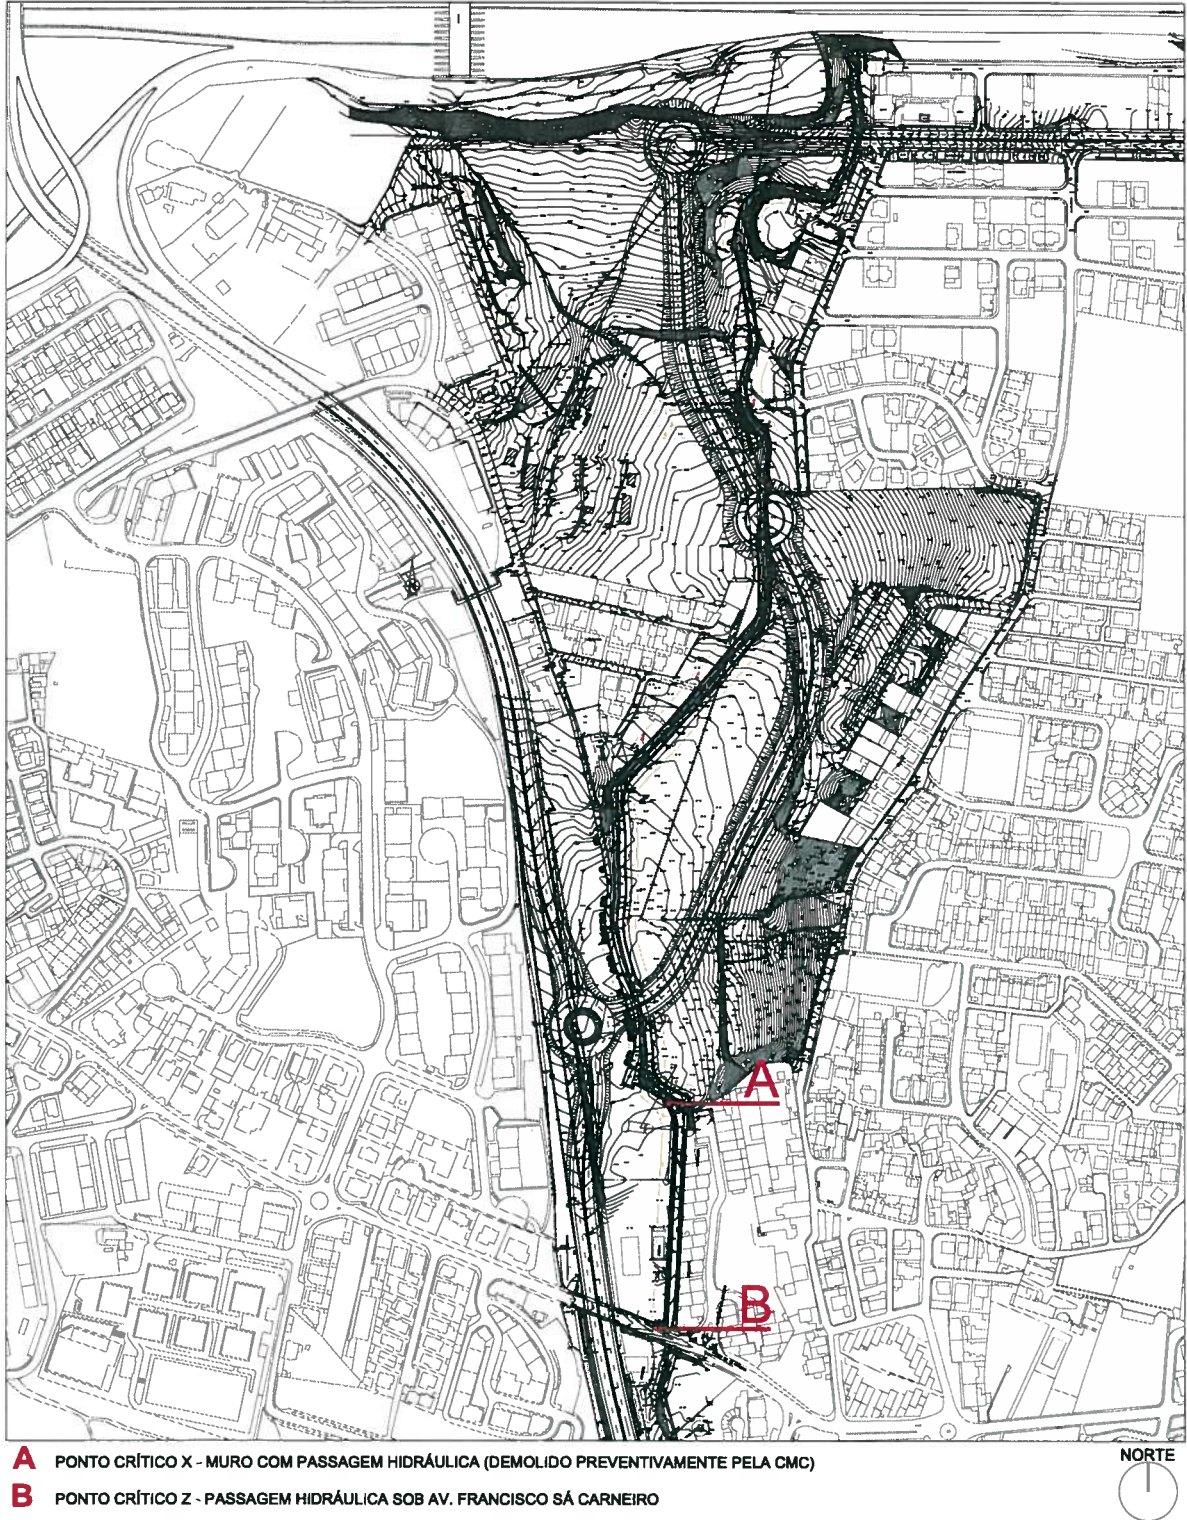 A
B
A PONTO CRÍTICO X - MURO COM PASSAGEM HIDRÁULICA (DEMOLIDO PREVENTIVAMENTE PELA CMC)
B PONTO CRÍTICO Z - PASSAGEM HIDRÁULICA SOB AV. FRANCISCO SÁ CARNEIRO
NORTE